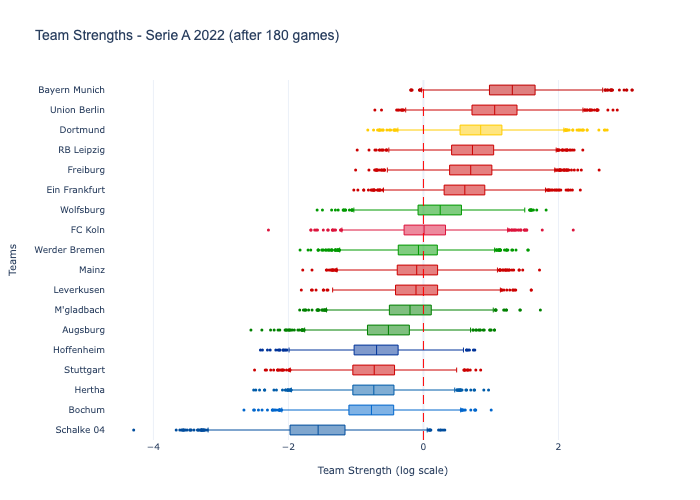 Team Strengths - Serie A 2022 (after 180 games)
Bayern Munich
Union Berlin
Dortmund
RB Leipzig
Freiburg
Ein Frankfurt
Wolfsburg
FC Koln
Werder Bremen
Mainz
Leverkusen
M'gladbach
Augsburg
Hoffenheim
Stuttgart
Hertha
Bochum
Schalke 04
Teams
−4 −2 0 2
Team Strength (log scale)